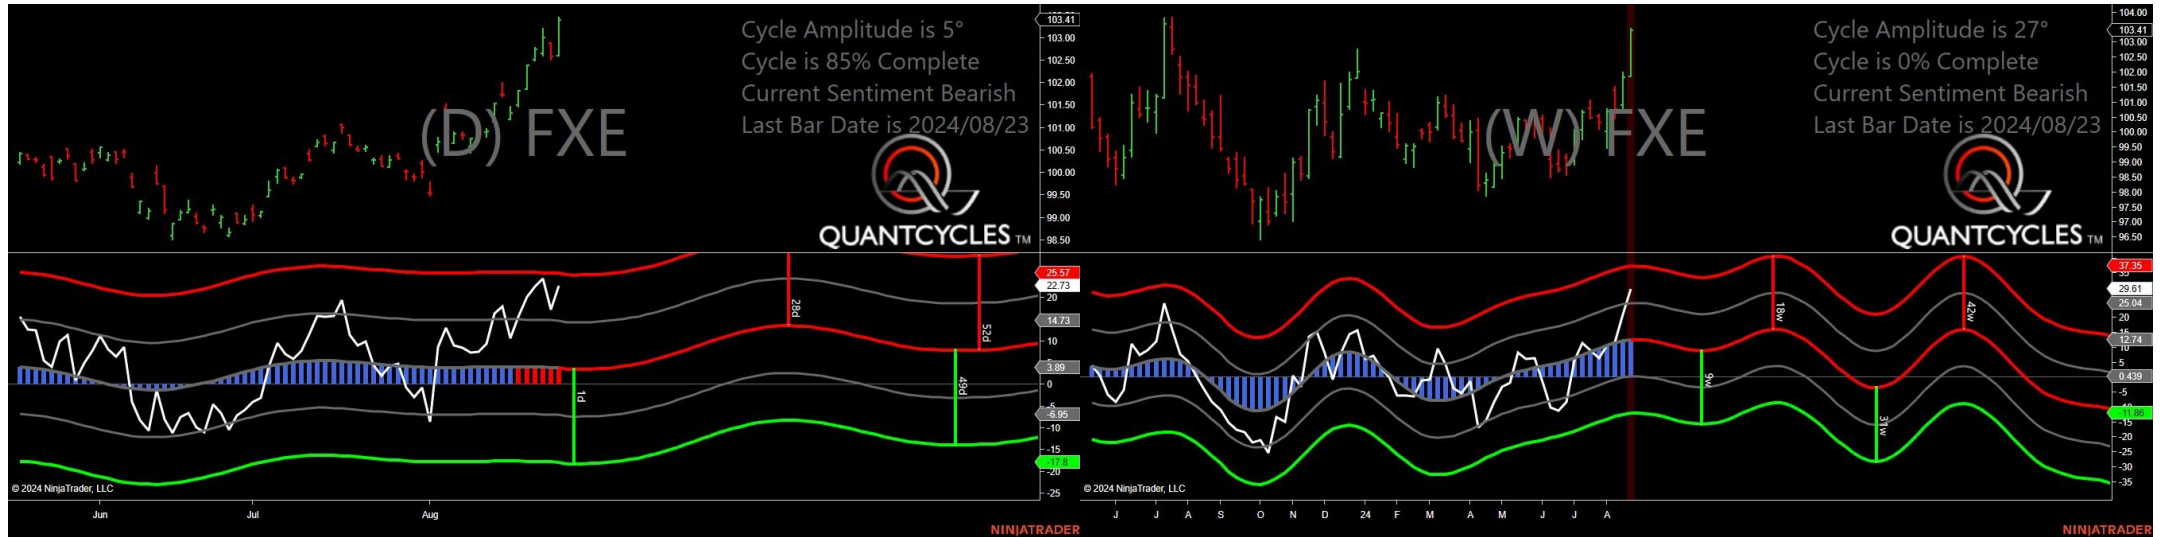 Cycle Amplitude is 5°
Cycle is 85% Complete
Current Sentiment Bearish
Last Bar Date is 2024/08/23
(D) FXE
QUANTCYCLES TM
103.41
103.00
102.50
102.00
101.50
101.00
100.50
100.00
99.50
99.00
98.50
25.57
22.73
20
14.73
10
5
3.89
0
-5
-6.95
-10
-15
-17.8
-20
-25
28d
52d
1d
49d
© 2024 NinjaTrader, LLC
Jun Jul Aug
NINJATRADER
Cycle Amplitude is 27°
Cycle is 0% Complete
Current Sentiment Bearish
Last Bar Date is 2024/08/23
(W) FXE
QUANTCYCLES TM
104.00
103.41
103.00
102.50
102.00
101.50
101.00
100.50
100.00
99.50
99.00
98.50
98.00
97.50
97.00
96.50
37.35
35
29.61
25.04
20
15
12.74
10
5
0.439
-5
-11.86
-15
-20
-25
-30
-35
18w
42w
9w
31w
© 2024 NinjaTrader, LLC
J J A S O N D 24 F M A M J J A
NINJATRADER